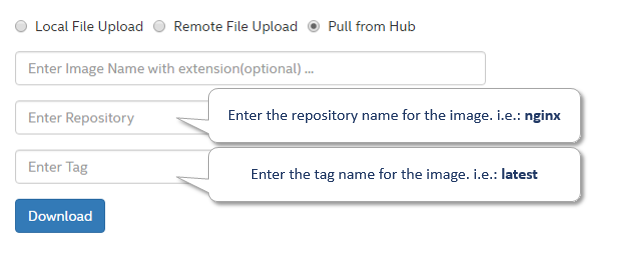 Local File Upload Remote File Upload Pull from Hub
Enter Image Name with extension(optional) ...
Enter Repository
Enter the repository name for the image. i.e.: nginx
Enter Tag
Enter the tag name for the image. i.e.: latest
Download